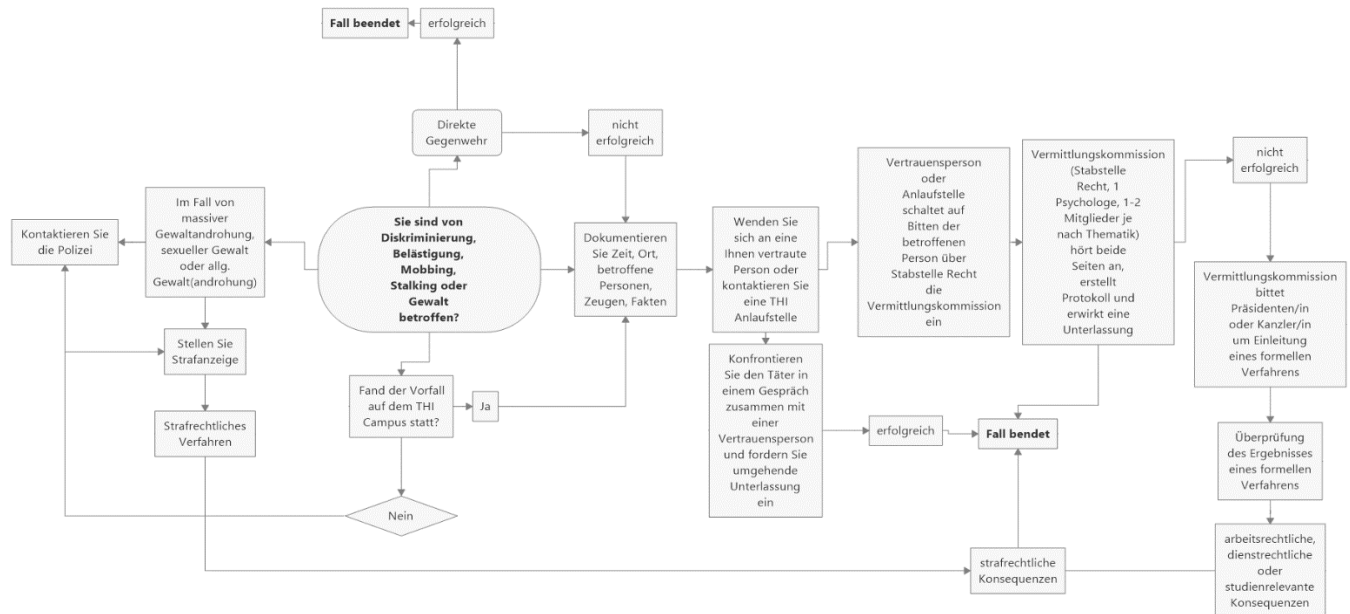 Fall beendet
erfolgreich
Direkte
Gegenwehr
nicht
erfolgreich
Im Fall von
massiver
Gewaltandrohung,
sexueller Gewalt
oder allg.
Gewalt(androhung)
Kontaktieren Sie
die Polizei
Stellen Sie
Strafanzeige
Strafrechtliches
Verfahren
Sie sind von
Diskriminierung,
Belästigung,
Mobbing,
Stalking oder
Gewalt
betroffen?
Fand der Vorfall
auf dem THI
Campus statt?
Ja
Nein
Dokumentieren
Sie Zeit, Ort,
betroffene
Personen,
Zeugen, Fakten
Wenden Sie
sich an eine
Ihnen vertraute
Person oder
kontaktieren Sie
eine THI
Anlaufstelle
Konfrontieren
Sie den Täter in
einem Gespräch
zusammen mit
einer
Vertrauensperson
und fordern Sie
umgehende
Unterlassung
ein
erfolgreich
Fall bendet
Vertrauensperson
oder
Anlaufstelle
schaltet auf
Bitten der
betroffenen
Person über
Stabstelle Recht
die
Vermittlungskommission
ein
Vermittlungskommission
(Stabstelle
Recht, 1
Psychologe, 1-2
Mitglieder je
nach Thematik)
hört beide
Seiten an,
erstellt
Protokoll und
erwirkt eine
Unterlassung
nicht
erfolgreich
Vermittlungskommission
bittet
Präsidenten/in
oder Kanzler/in
um Einleitung
eines formellen
Verfahrens
Überprüfung
des Ergebnisses
eines formellen
Verfahrens
arbeitsrechtliche,
dienstrechtliche
oder
studienrelevante
Konsequenzen
strafrechtliche
Konsequenzen